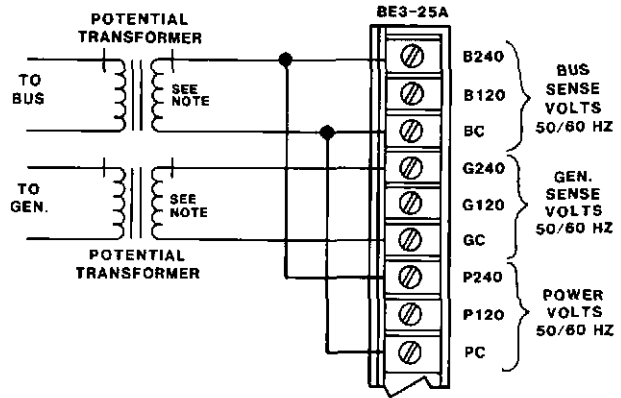 BE3-25A
POTENTIAL
TRANSFORMER
TO
BUS
SEE
NOTE
B240
B120
BC
BUS
SENSE
VOLTS
50/60 HZ
TO
GEN.
SEE
NOTE
G240
G120
GC
GEN.
SENSE
VOLTS
50/60 HZ
POTENTIAL
TRANSFORMER
P240
P120
PC
POWER
VOLTS
50/60 HZ